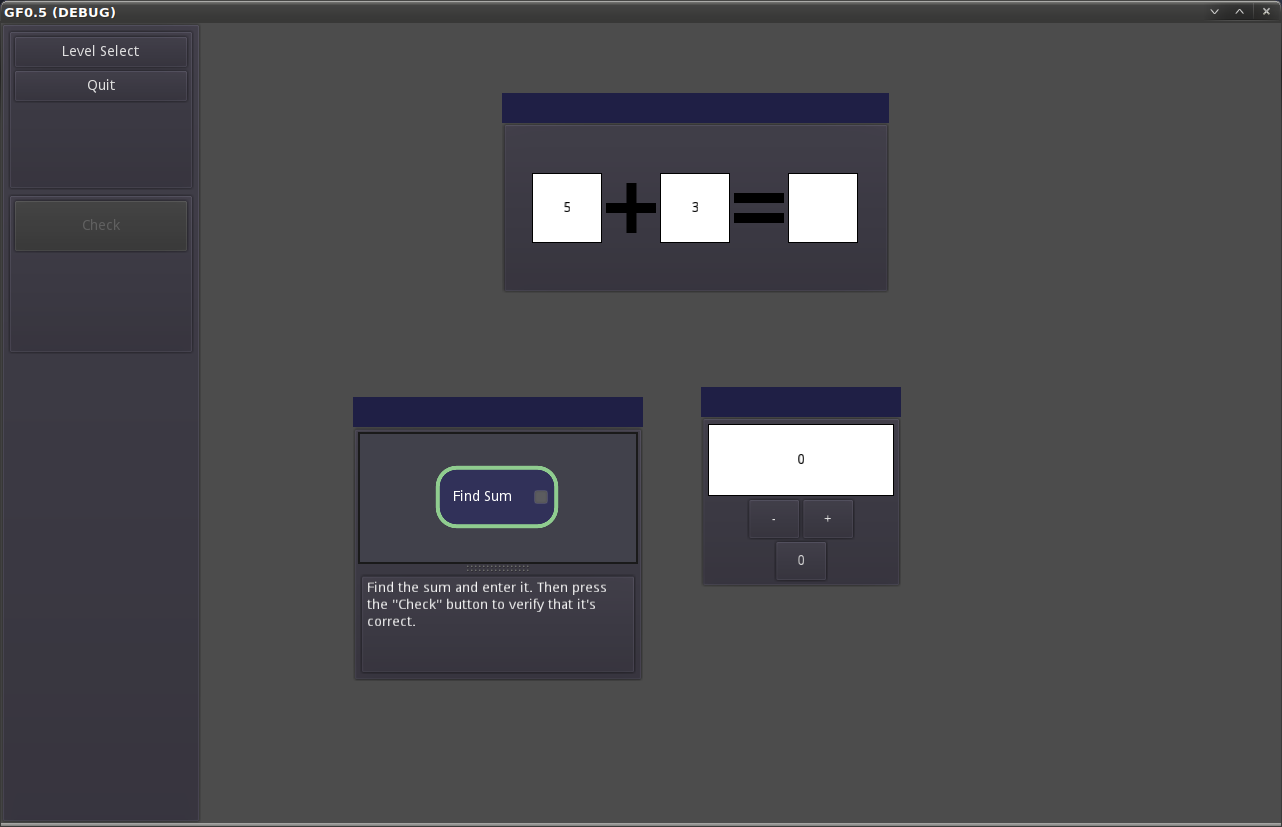 GF0.5 (DEBUG)
Level Select
Quit
Check
5 + 3 =
Find Sum
Find the sum and enter it. Then press
the "Check" button to verify that it's
correct.
0
- +
0